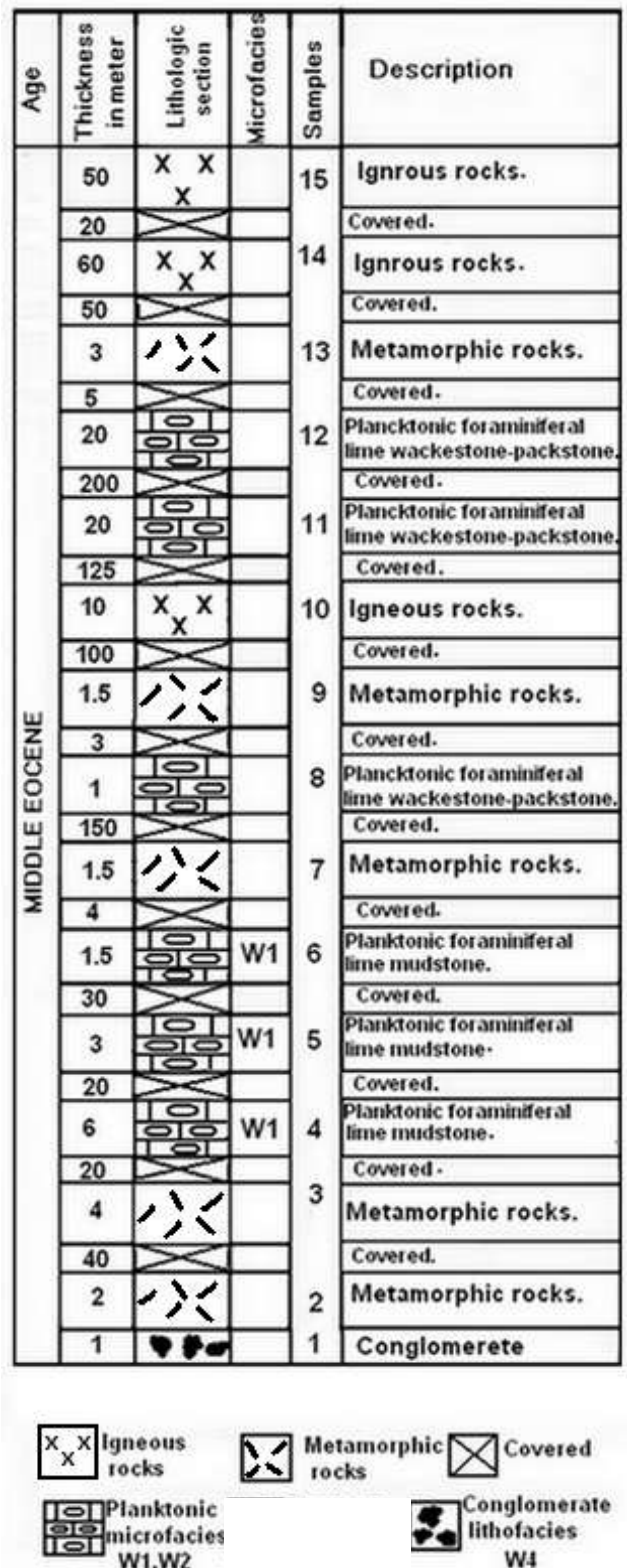 Age
Thickness
in meter
Lithologic
section
Microfacies
Samples
Description
MIDDLE EOCENE
50 X X X 15 Ignrous rocks.
20 Covered.
60 X X X 14 Ignrous rocks.
50 Covered.
3 13 Metamorphic rocks.
5 Covered.
20 12 Plancktonic foraminiferal
lime wackestone-packstone.
200 Covered.
20 11 Plancktonic foraminiferal
lime wackestone-packstone.
125 Covered.
10 X X X 10 Igneous rocks.
100 Covered.
1.5 9 Metamorphic rocks.
3 Covered.
1 8 Plancktonic foraminiferal
lime wackestone-packstone.
150 Covered.
1.5 7 Metamorphic rocks.
4 Covered.
1.5 W1 6 Planktonic foraminiferal
lime mudstone.
30 Covered.
3 W1 5 Planktonic foraminiferal
lime mudstone.
20 Covered.
6 W1 4 Planktonic foraminiferal
lime mudstone.
20 Covered.
4 3 Metamorphic rocks.
40 Covered.
2 2 Metamorphic rocks.
1 1 Conglomerete
X X X Igneous
rocks
Metamorphic
rocks
Covered
Planktonic
microfacies
W1,W2
Conglomerate
lithofacies
W4